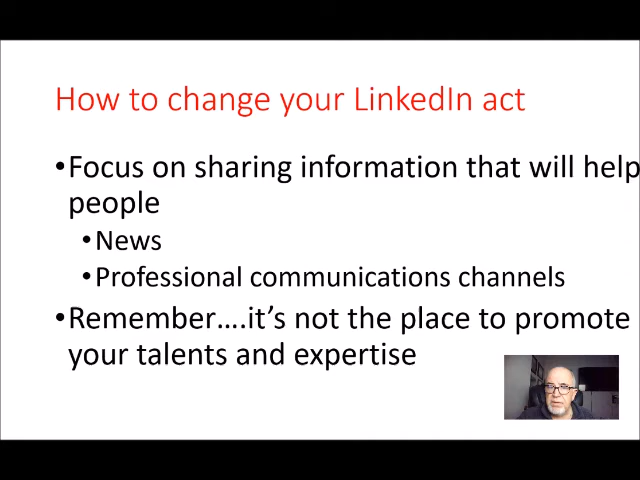 How to change your LinkedIn act
•Focus on sharing information that will help
people
•News
•Professional communications channels
•Remember....it's not the place to promote
your talents and expertise